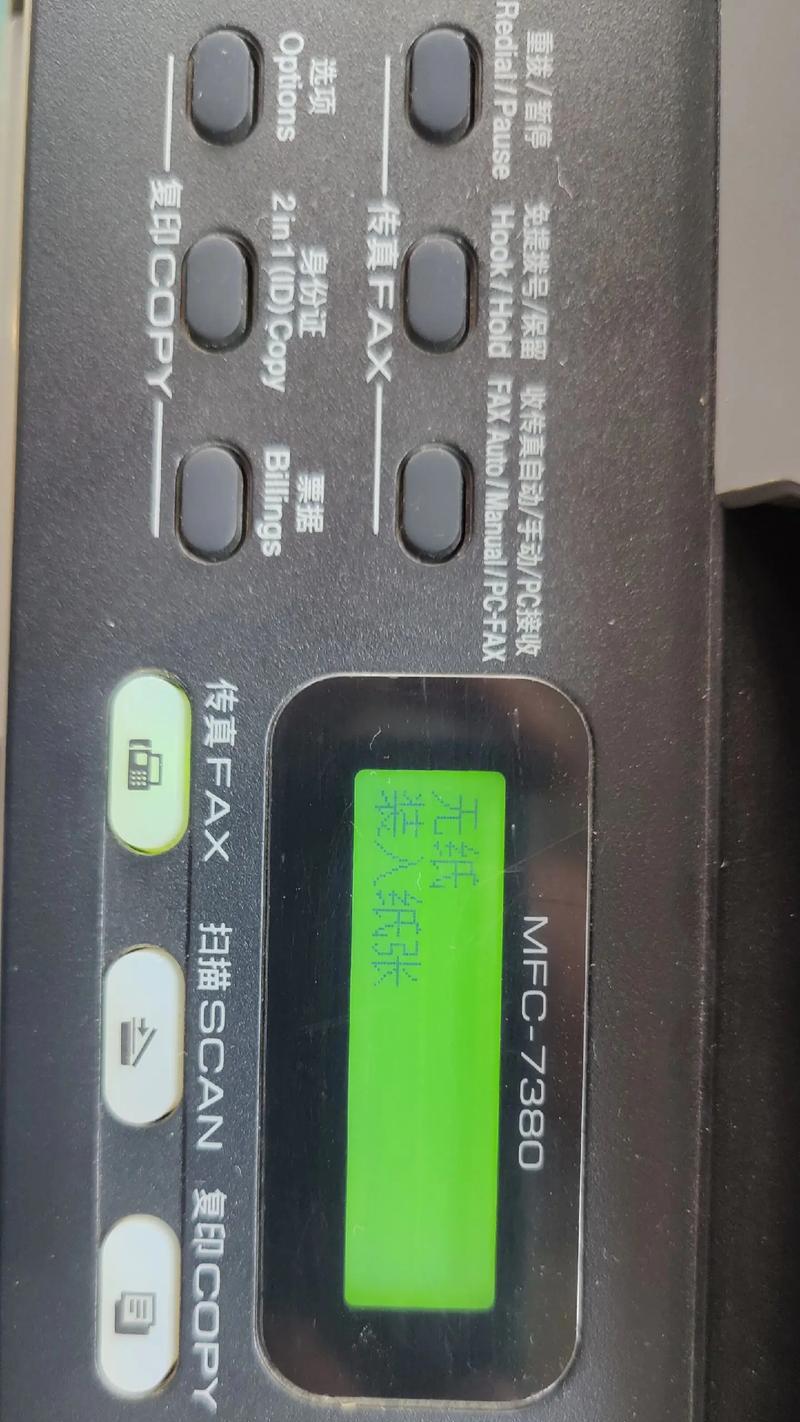 重拨/暂停 免提拨号/保留 收传真自动/手动/PC接收
Redial/Pause Hook/Hold FAX Auto/Manual/PC-FAX
传真FAX
选项 身份证 票据
Options 2 in 1 (ID) Copy Billings
复印COPY
MFC-7380
无纸
装入纸张
传真FAX 扫描SCAN 复印COPY